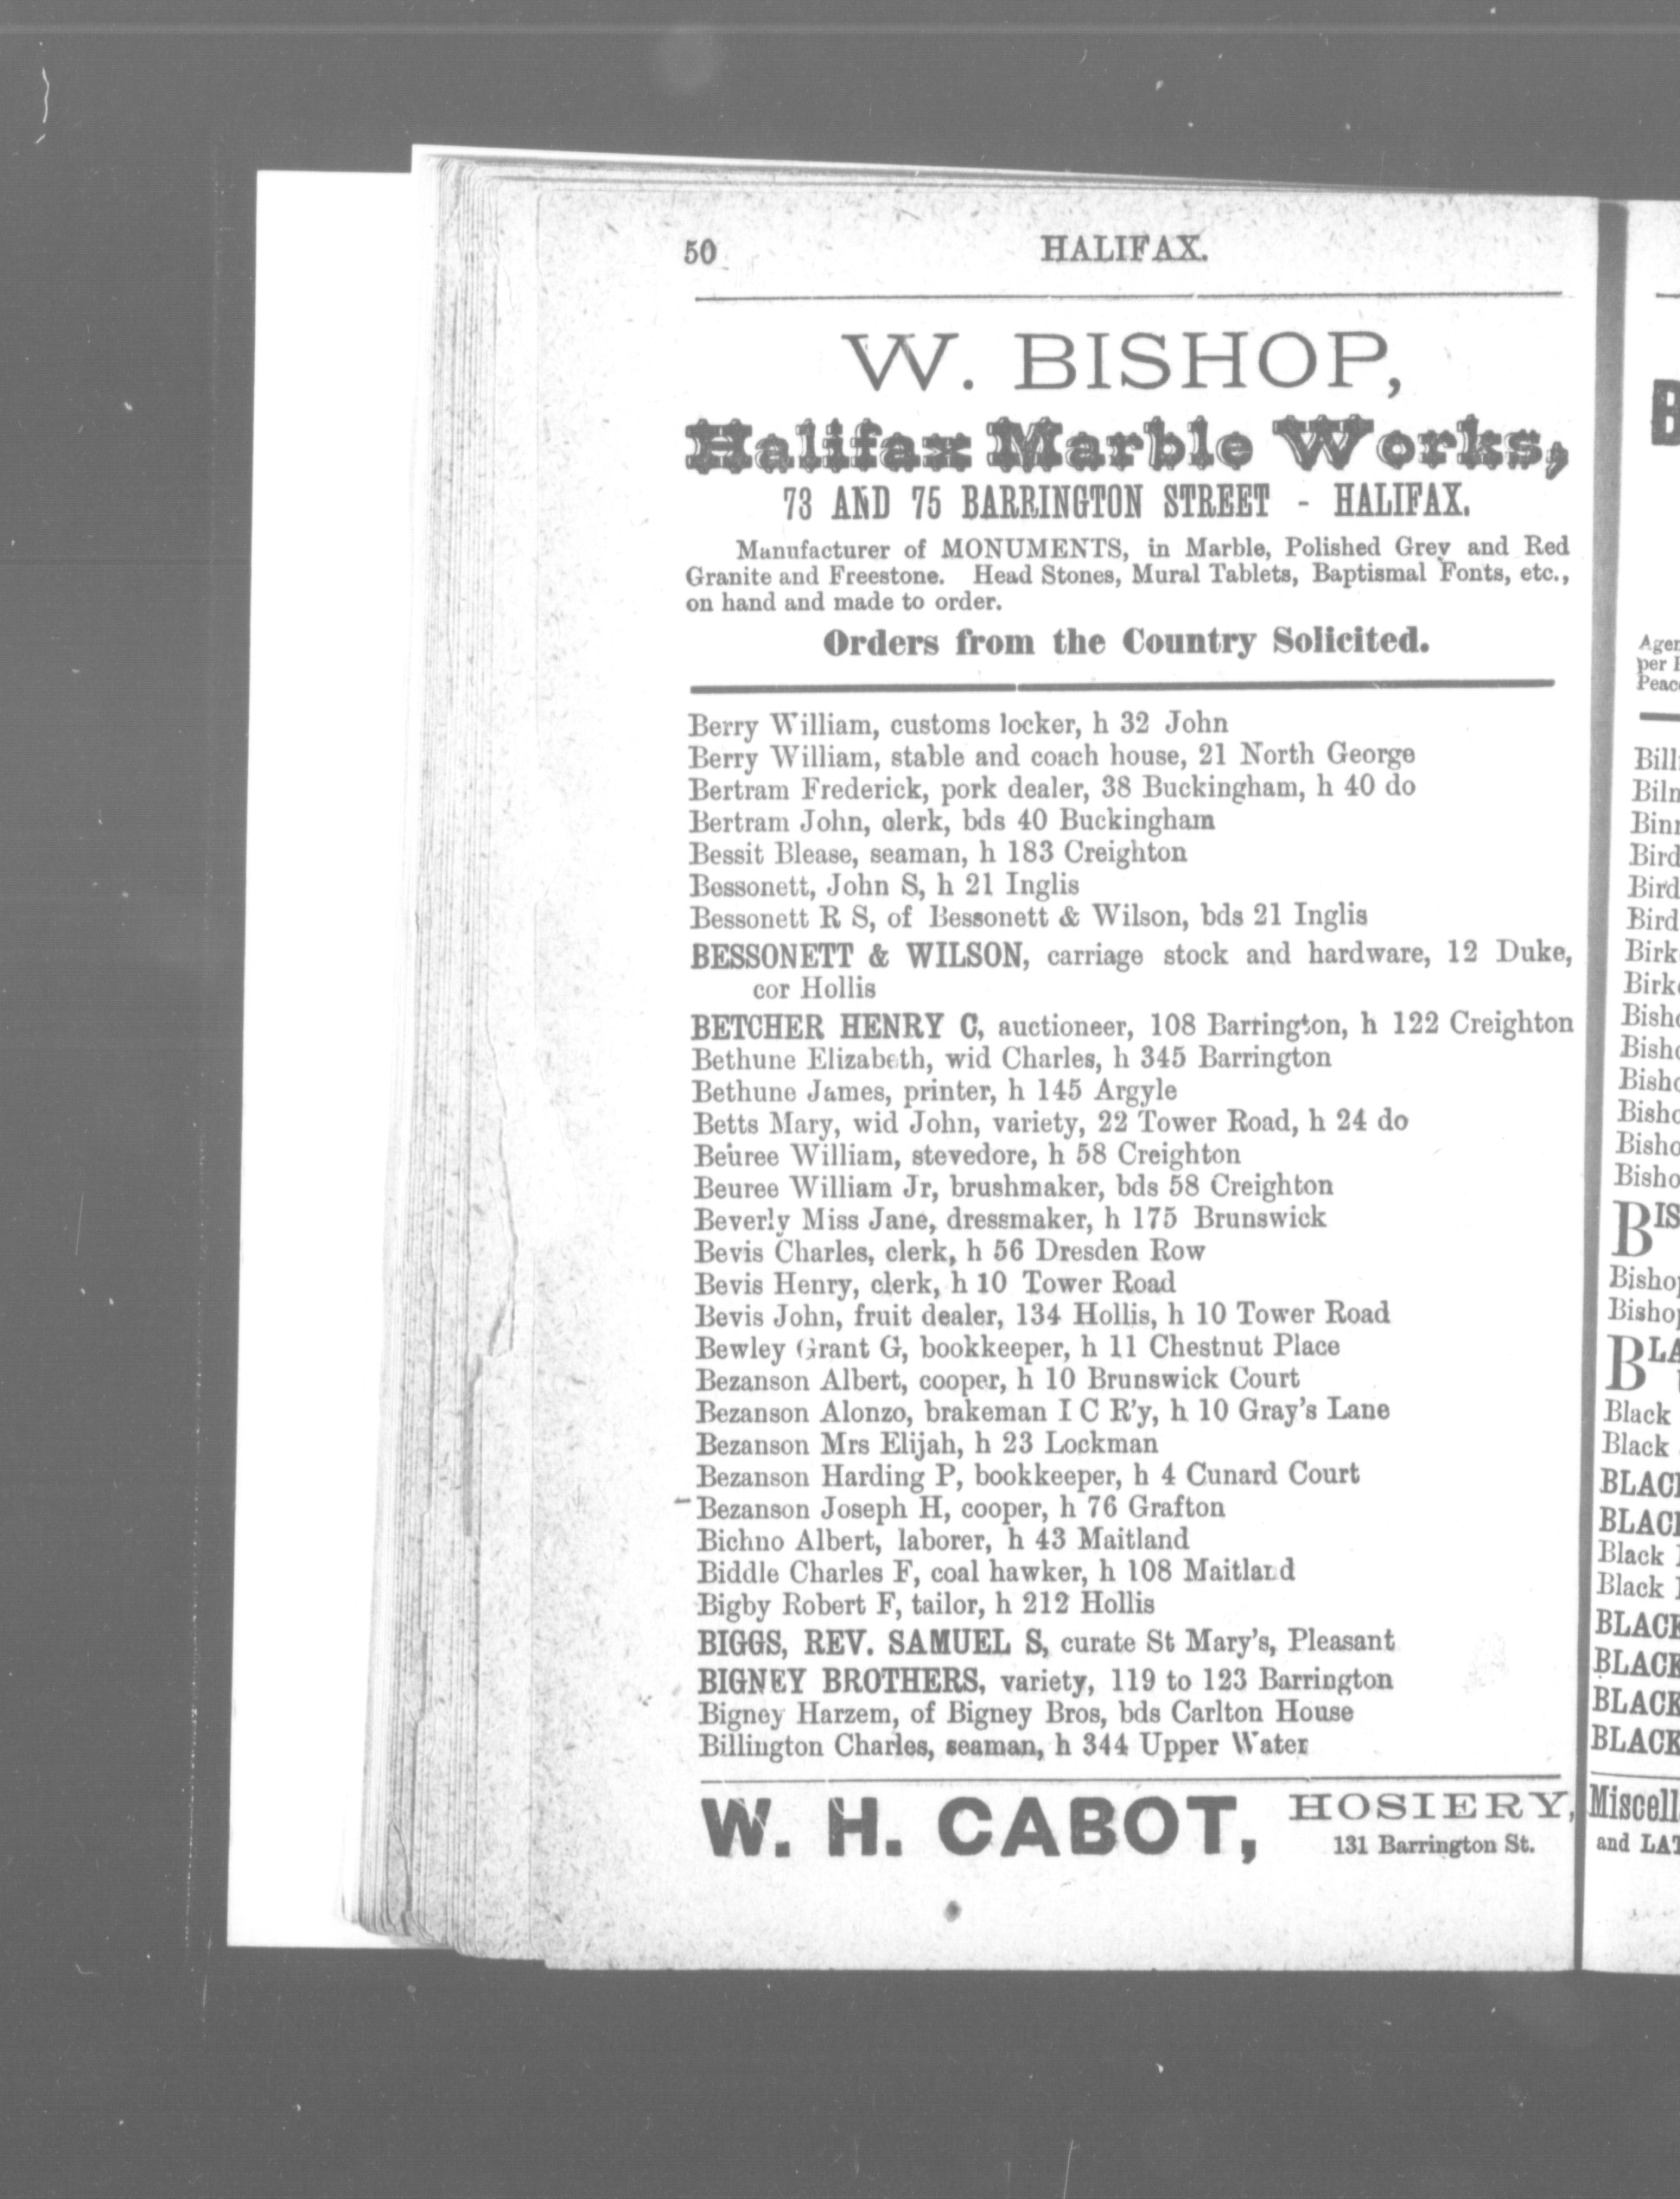 50 HALIFAX.
W. BISHOP,
Halifax Marble Works,
73 AND 75 BARRINGTON STREET - HALIFAX.
Manufacturer of MONUMENTS, in Marble, Polished Grey and Red
Granite and Freestone. Head Stones, Mural Tablets, Baptismal Fonts, etc.,
on hand and made to order.
Orders from the Country Solicited.
Berry William, customs locker, h 32 John
Berry William, stable and coach house, 21 North George
Bertram Frederick, pork dealer, 38 Buckingham, h 40 do
Bertram John, clerk, bds 40 Buckingham
Bessit Blease, seaman, h 183 Creighton
Bessonett, John S, h 21 Inglis
Bessonett R S, of Bessonett & Wilson, bds 21 Inglis
BESSONETT & WILSON, carriage stock and hardware, 12 Duke,
cor Hollis
BETCHER HENRY C, auctioneer, 108 Barrington, h 122 Creighton
Bethune Elizabeth, wid Charles, h 345 Barrington
Bethune James, printer, h 145 Argyle
Betts Mary, wid John, variety, 22 Tower Road, h 24 do
Beuree William, stevedore, h 58 Creighton
Beuree William Jr, brushmaker, bds 58 Creighton
Beverly Miss Jane, dressmaker, h 175 Brunswick
Bevis Charles, clerk, h 56 Dresden Row
Bevis Henry, clerk, h 10 Tower Road
Bevis John, fruit dealer, 134 Hollis, h 10 Tower Road
Bewley Grant G, bookkeeper, h 11 Chestnut Place
Bezanson Albert, cooper, h 10 Brunswick Court
Bezanson Alonzo, brakeman I C R'y, h 10 Gray's Lane
Bezanson Mrs Elijah, h 23 Lockman
Bezanson Harding P, bookkeeper, h 4 Cunard Court
Bezanson Joseph H, cooper, h 76 Grafton
Bichno Albert, laborer, h 43 Maitland
Biddle Charles F, coal hawker, h 108 Maitland
Bigby Robert F, tailor, h 212 Hollis
BIGGS, REV. SAMUEL S, curate St Mary's, Pleasant
BIGNEY BROTHERS, variety, 119 to 123 Barrington
Bigney Harzem, of Bigney Bros, bds Carlton House
Billington Charles, seaman, h 344 Upper Water
W. H. CABOT, HOSIERY,
131 Barrington St.